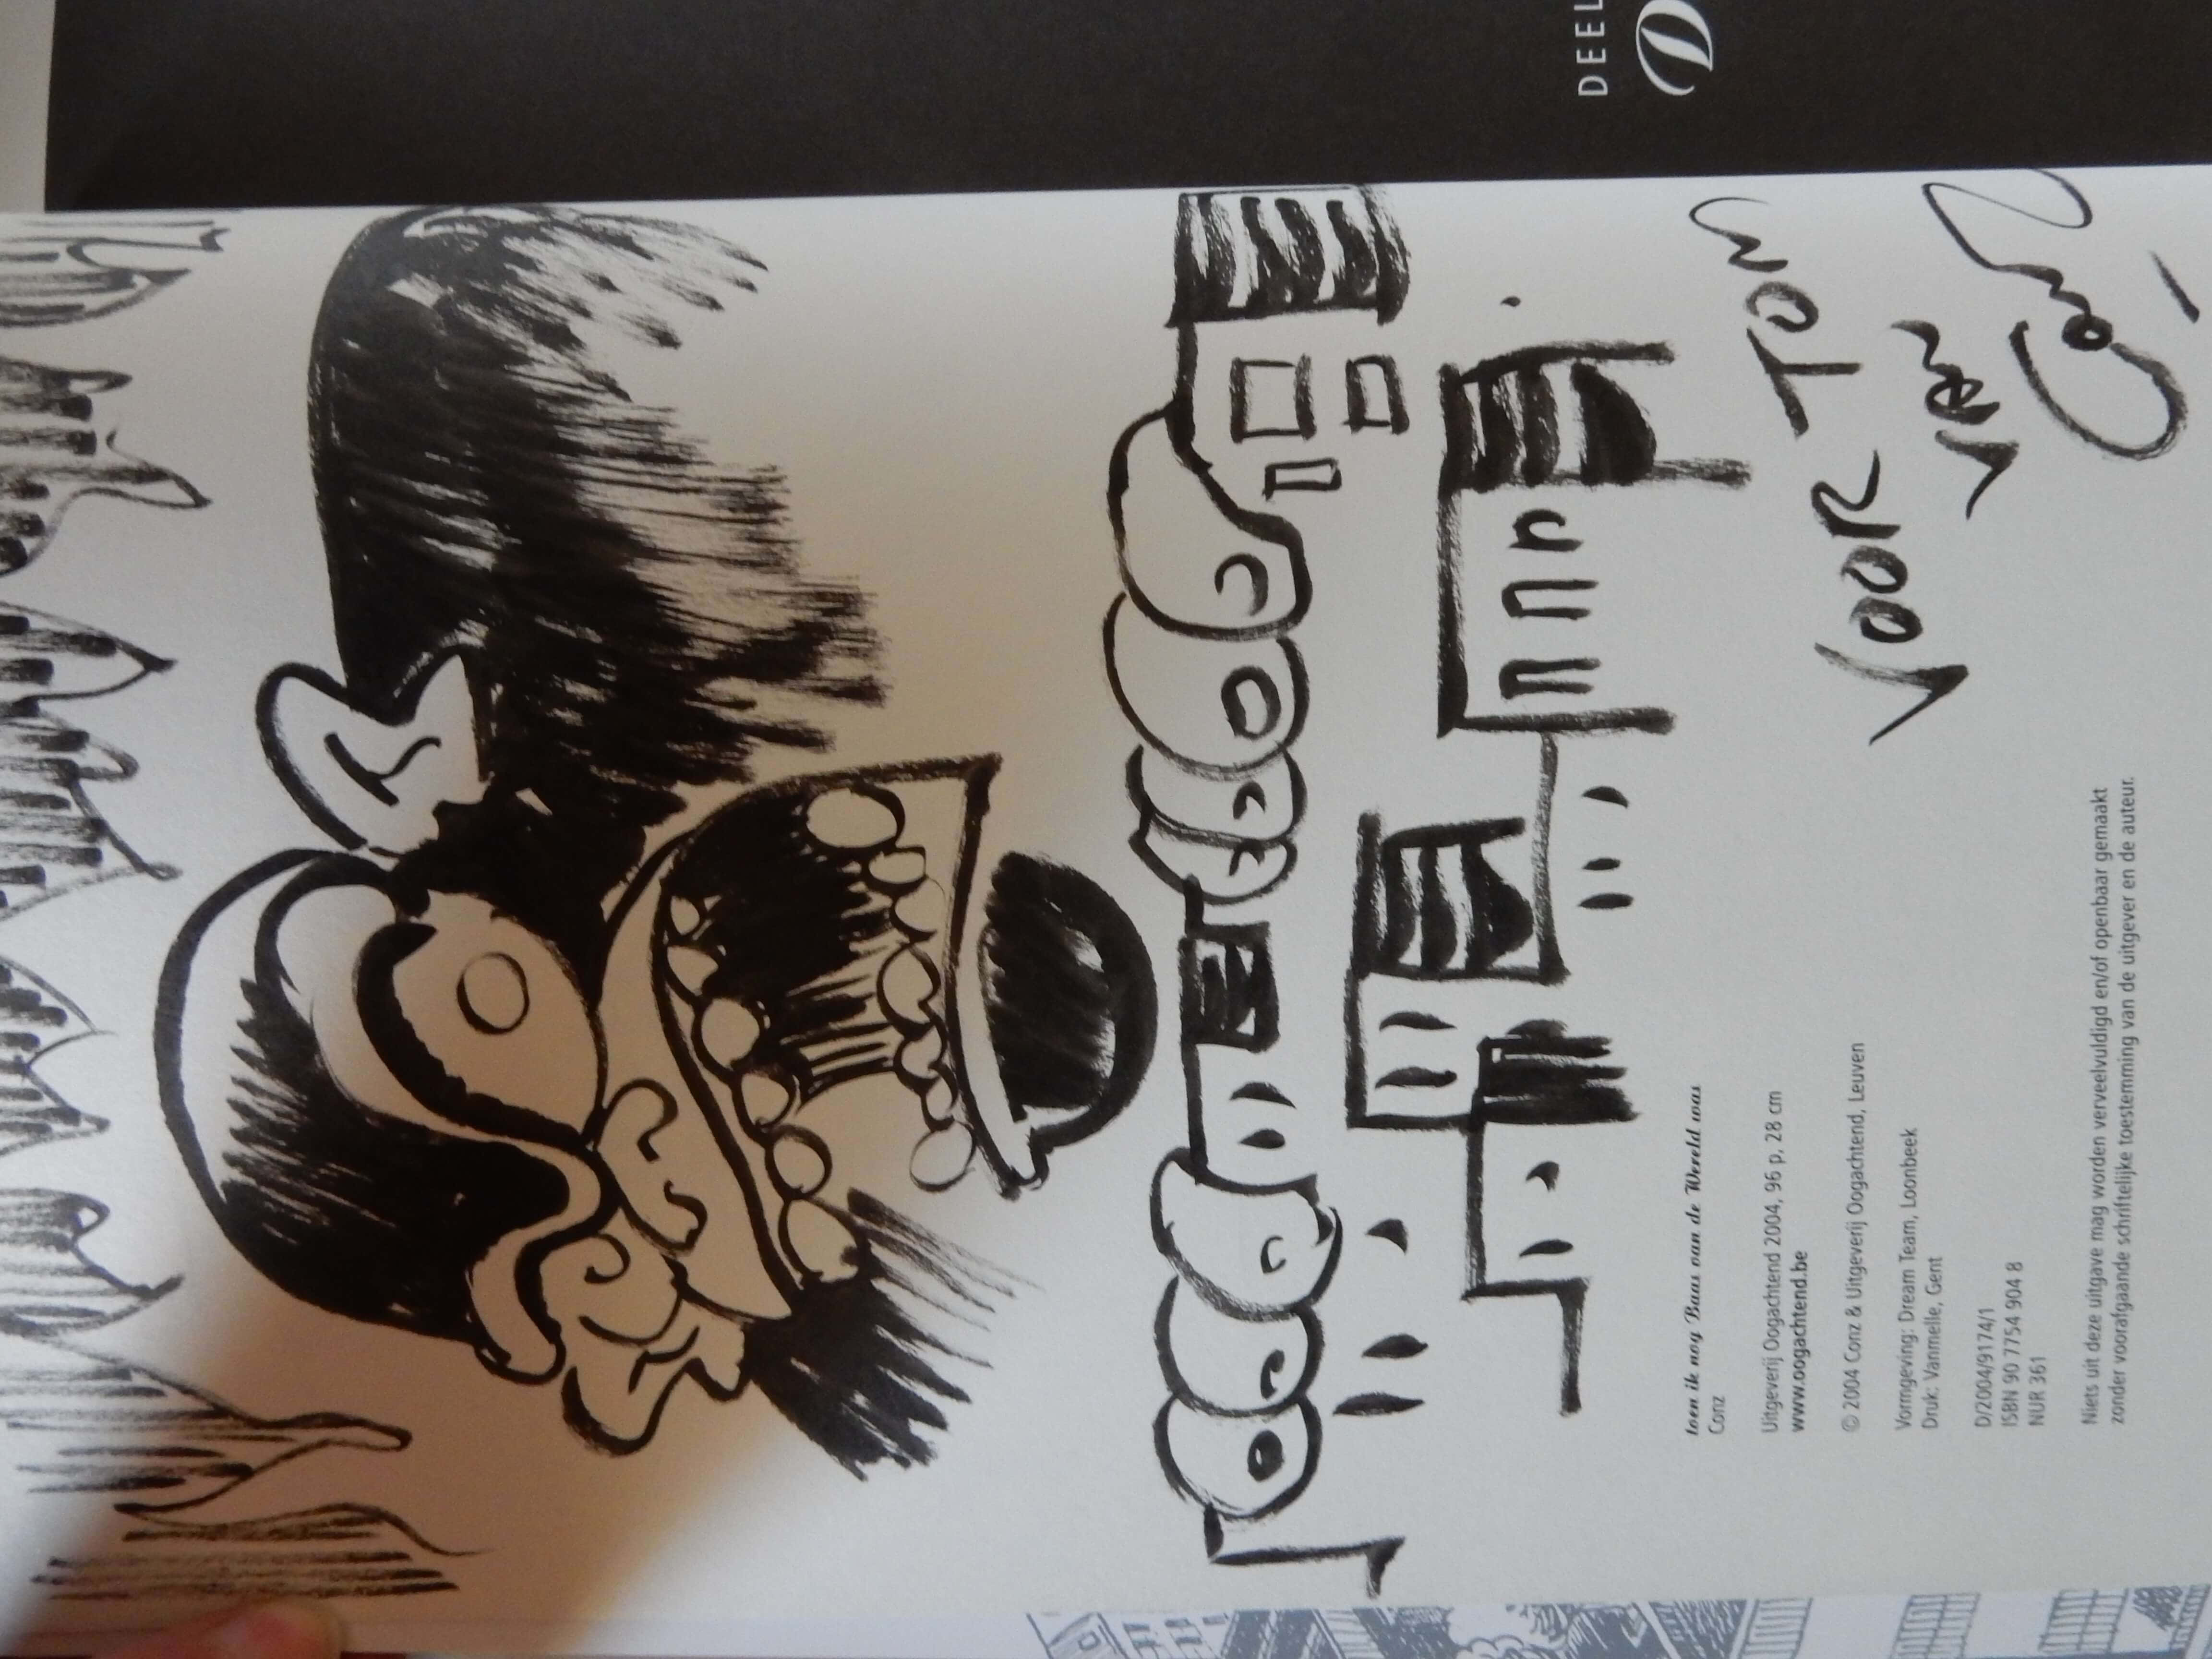 toen ik nog Baas van de Wereld was
Conz
Uitgeverij Oogachtend 2004, 96 p, 28 cm
www.oogachtend.be
© 2004 Conz & Uitgeverij Oogachtend, Leuven
Vormgeving: Dream Team, Loonbeek
Druk: Vanmelle, Gent
D/2004/9174/1
ISBN 90 7754 904 8
NUR 361
Niets uit deze uitgave mag worden verveelvuldigd en/of openbaar gemaakt
zonder voorafgaande schriftelijke toestemming van de uitgever en de auteur.
VOOR TOM
VAN
Conz
DEEL
D